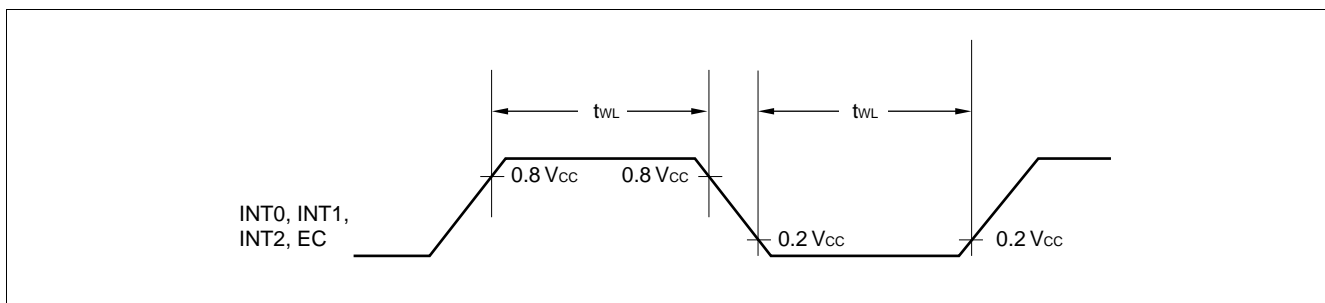 tWL tWL
0.8 VCC 0.8 VCC
INT0, INT1,
INT2, EC
0.2 VCC 0.2 VCC